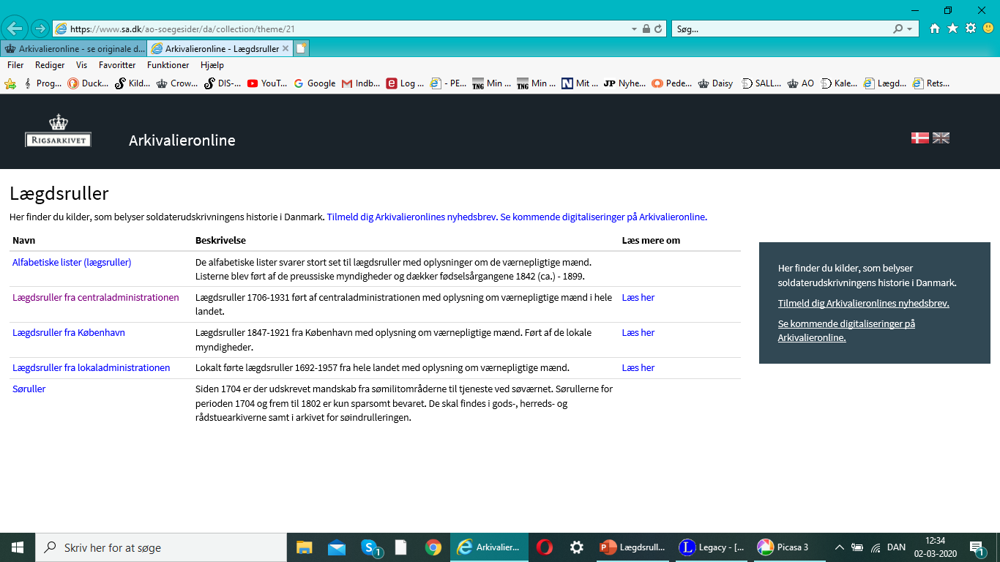 https://www.sa.dk/ao-soegesider/da/collection/theme/21
Søg...
Arkivalieronline - se originale d...
Arkivalieronline - Lægdsruller
Filer Rediger Vis Favoritter Funktioner Hjælp
Prog... Duck... Kild... Crow... DIS-... YouT... Google Indb... Log ... - PE... Min ... Min ... Mit ... Nyhe... Pede... Daisy SALL... AO Kale... Lægd... Rets...
RIGSARKIVET
Arkivalieronline
Lægdsruller
Her finder du kilder, som belyser soldaterudskrivningens historie i Danmark. Tilmeld dig Arkivalieronlines nyhedsbrev. Se kommende digitaliseringer på Arkivalieronline.
Navn Beskrivelse Læs mere om
Alfabetiske lister (lægsruller) De alfabetiske lister svarer stort set til lægdsruller med oplysninger om de værnepligtige mænd.
Listerne blev ført af de preussiske myndigheder og dækker fødselsårgangene 1842 (ca.) - 1899.
Lægdsruller fra centraladministrationen Lægdsruller 1706-1931 ført af centraladministrationen med oplysning om værnepligtige mænd i hele Læs her
landet.
Lægdsruller fra København Lægdsruller 1847-1921 fra København med oplysning om værnepligtige mænd. Ført af de lokale Læs her
myndigheder.
Lægdsruller fra lokaladministrationen Lokalt førte lægdsruller 1692-1957 fra hele landet med oplysning om værnepligtige mænd. Læs her
Søruller Siden 1704 er der udskrevet mandskab fra sømilitområderne til tjeneste ved søværnet. Sørullerne for
perioden 1704 og frem til 1802 er kun sparsomt bevaret. De skal findes i gods-, herreds- og
rådstuearkiverne samt i arkivet for søindrulleringen.
Her finder du kilder, som belyser
soldaterudskrivningens historie i Danmark.
Tilmeld dig Arkivalieronlines nyhedsbrev.
Se kommende digitaliseringer på
Arkivalieronline.
Skriv her for at søge
1
Arkivalier...
Lægdsrull...
Legacy - [...
Picasa 3
DAN
12:34
02-03-2020
1